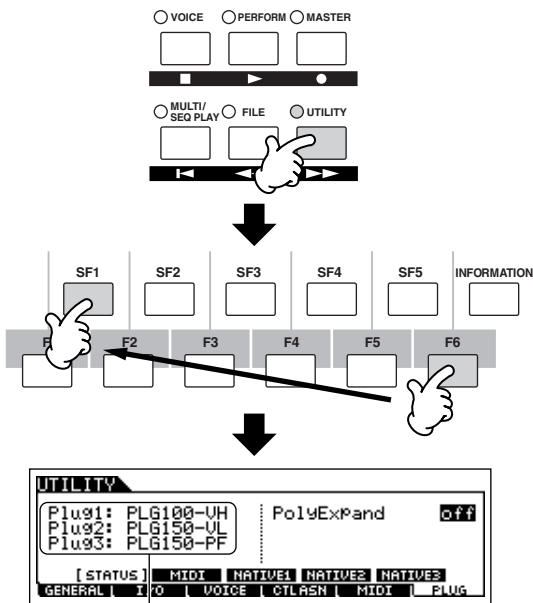 VOICE PERFORM MASTER
MULTI/
SEQ PLAY FILE UTILITY
SF1 SF2 SF3 SF4 SF5 INFORMATION
F2 F3 F4 F5 F6
UTILITY
Plug1: PLG100-VH PolyExpand off
Plug2: PLG150-VL
Plug3: PLG150-PF
[STATUS] MIDI NATIVE1 NATIVE2 NATIVE3
GENERAL I/O VOICE CTLASN MIDI PLUG